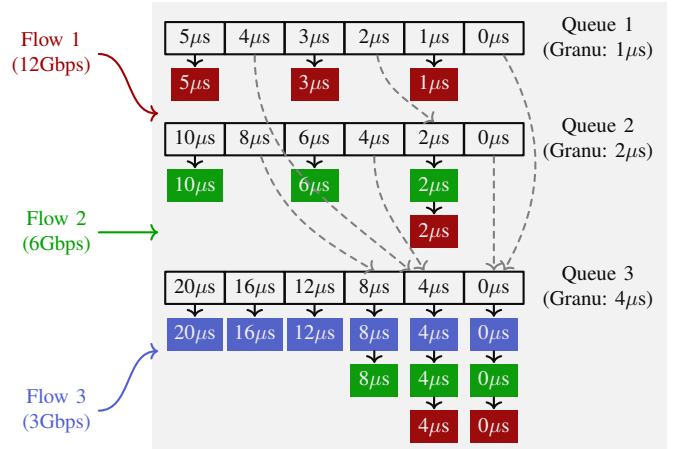 Flow 1
(12Gbps)
5μs 4μs 3μs 2μs 1μs 0μs
Queue 1
(Granu: 1μs)
5μs 3μs 1μs
10μs 8μs 6μs 4μs 2μs 0μs
Queue 2
(Granu: 2μs)
10μs 6μs 2μs
Flow 2
(6Gbps)
2μs
20μs 16μs 12μs 8μs 4μs 0μs
Queue 3
(Granu: 4μs)
20μs 16μs 12μs 8μs 4μs 0μs
8μs 4μs 0μs
Flow 3
(3Gbps)
4μs 0μs